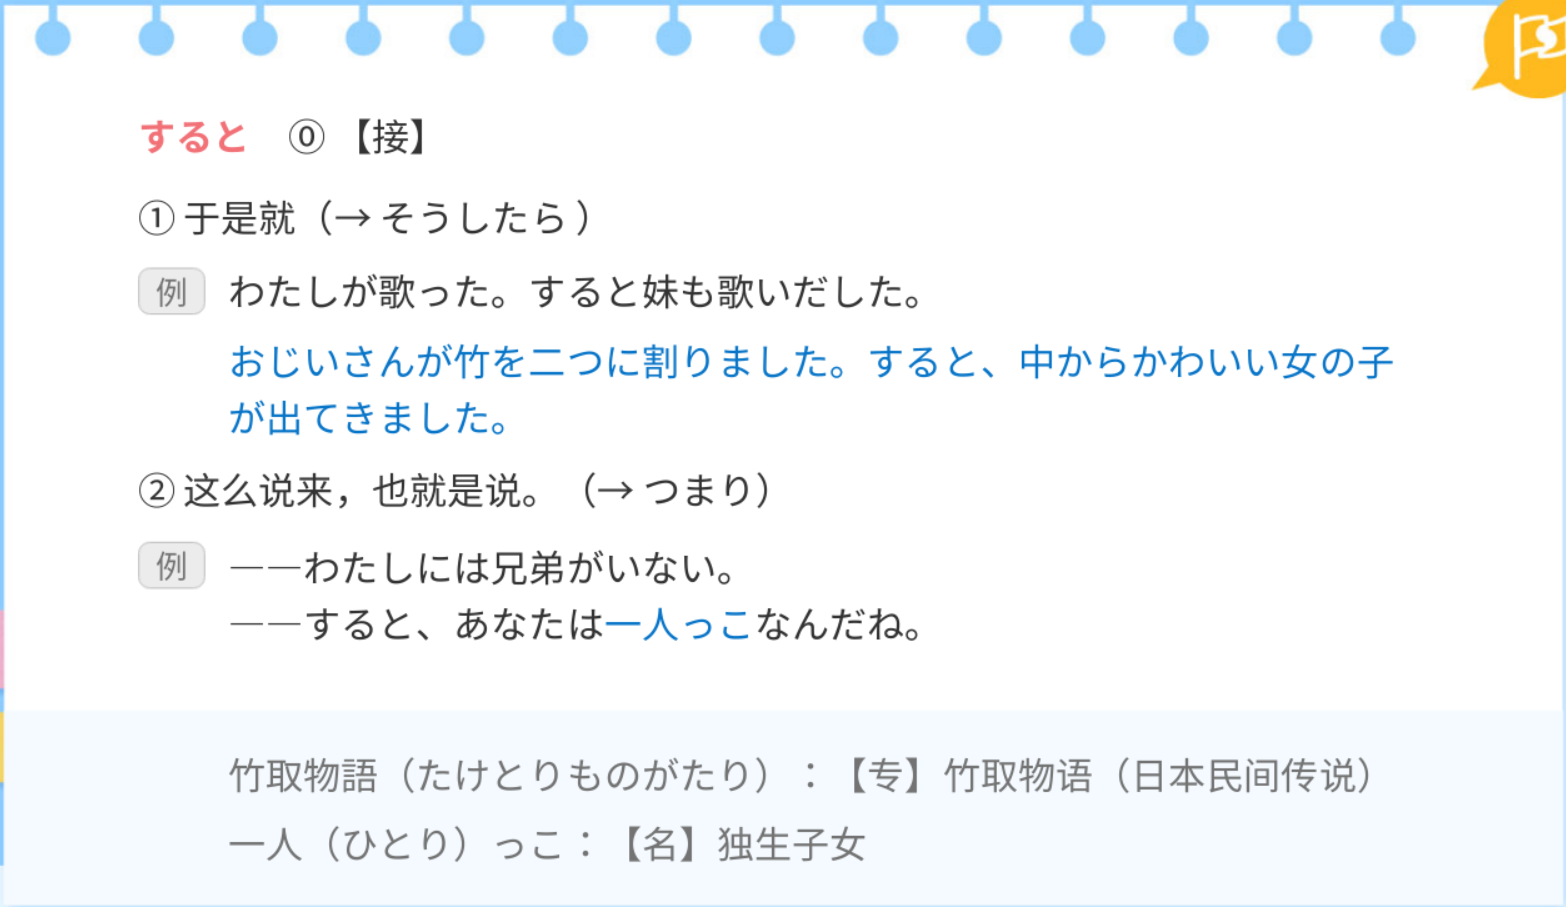 すると ⓪ 【接】
① 于是就（→ そうしたら ）
例 わたしが歌った。すると妹も歌いだした。
おじいさんが竹を二つに割りました。すると、中からかわいい女の子
が出てきました。
② 这么说来，也就是说。（→ つまり）
例 ——わたしには兄弟がいない。
——すると、あなたは一人っこなんだね。
竹取物語（たけとりものがたり）：【专】竹取物语（日本民间传说）
一人（ひとり）っこ：【名】独生子女